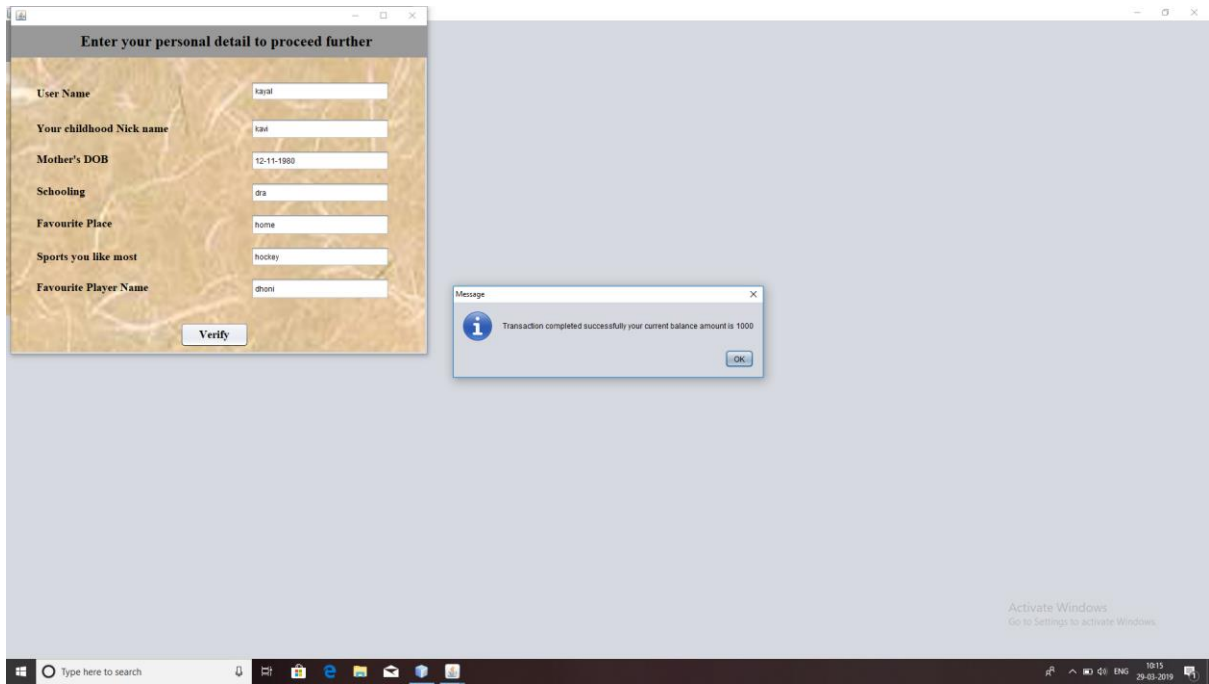 Enter your personal detail to proceed further
User Name kayal
Your childhood Nick name kavi
Mother's DOB 12-11-1980
Schooling dra
Favourite Place home
Sports you like most hockey
Favourite Player Name dhoni
Verify
Message
Transaction completed successfully your current balance amount is 1000
OK
Activate Windows
Go to Settings to activate Windows.
Type here to search
ENG
10:15
29-03-2019